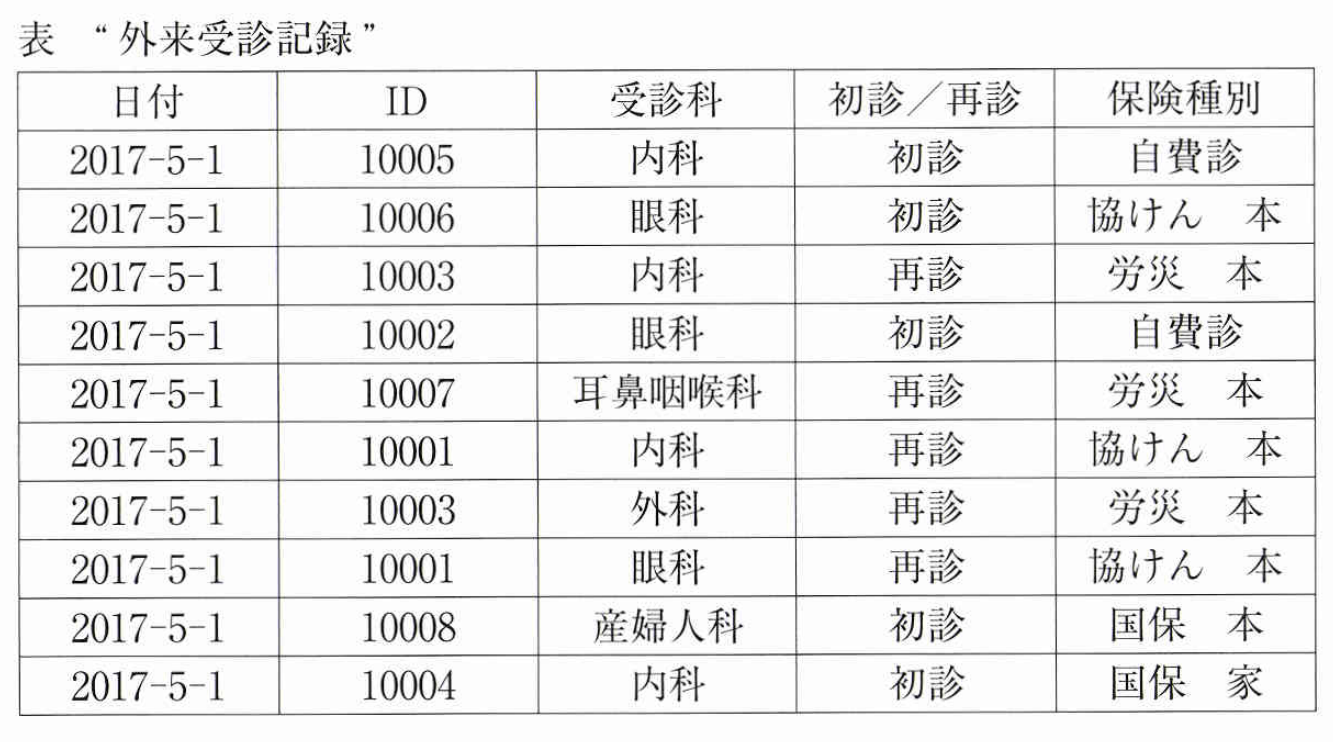 表 “外来受診記録”
日付 ID 受診科 初診／再診 保険種別
2017-5-1 10005 内科 初診 自費診
2017-5-1 10006 眼科 初診 協けん 本
2017-5-1 10003 内科 再診 労災 本
2017-5-1 10002 眼科 初診 自費診
2017-5-1 10007 耳鼻咽喉科 再診 労災 本
2017-5-1 10001 内科 再診 協けん 本
2017-5-1 10003 外科 再診 労災 本
2017-5-1 10001 眼科 再診 協けん 本
2017-5-1 10008 産婦人科 初診 国保 本
2017-5-1 10004 内科 初診 国保 家